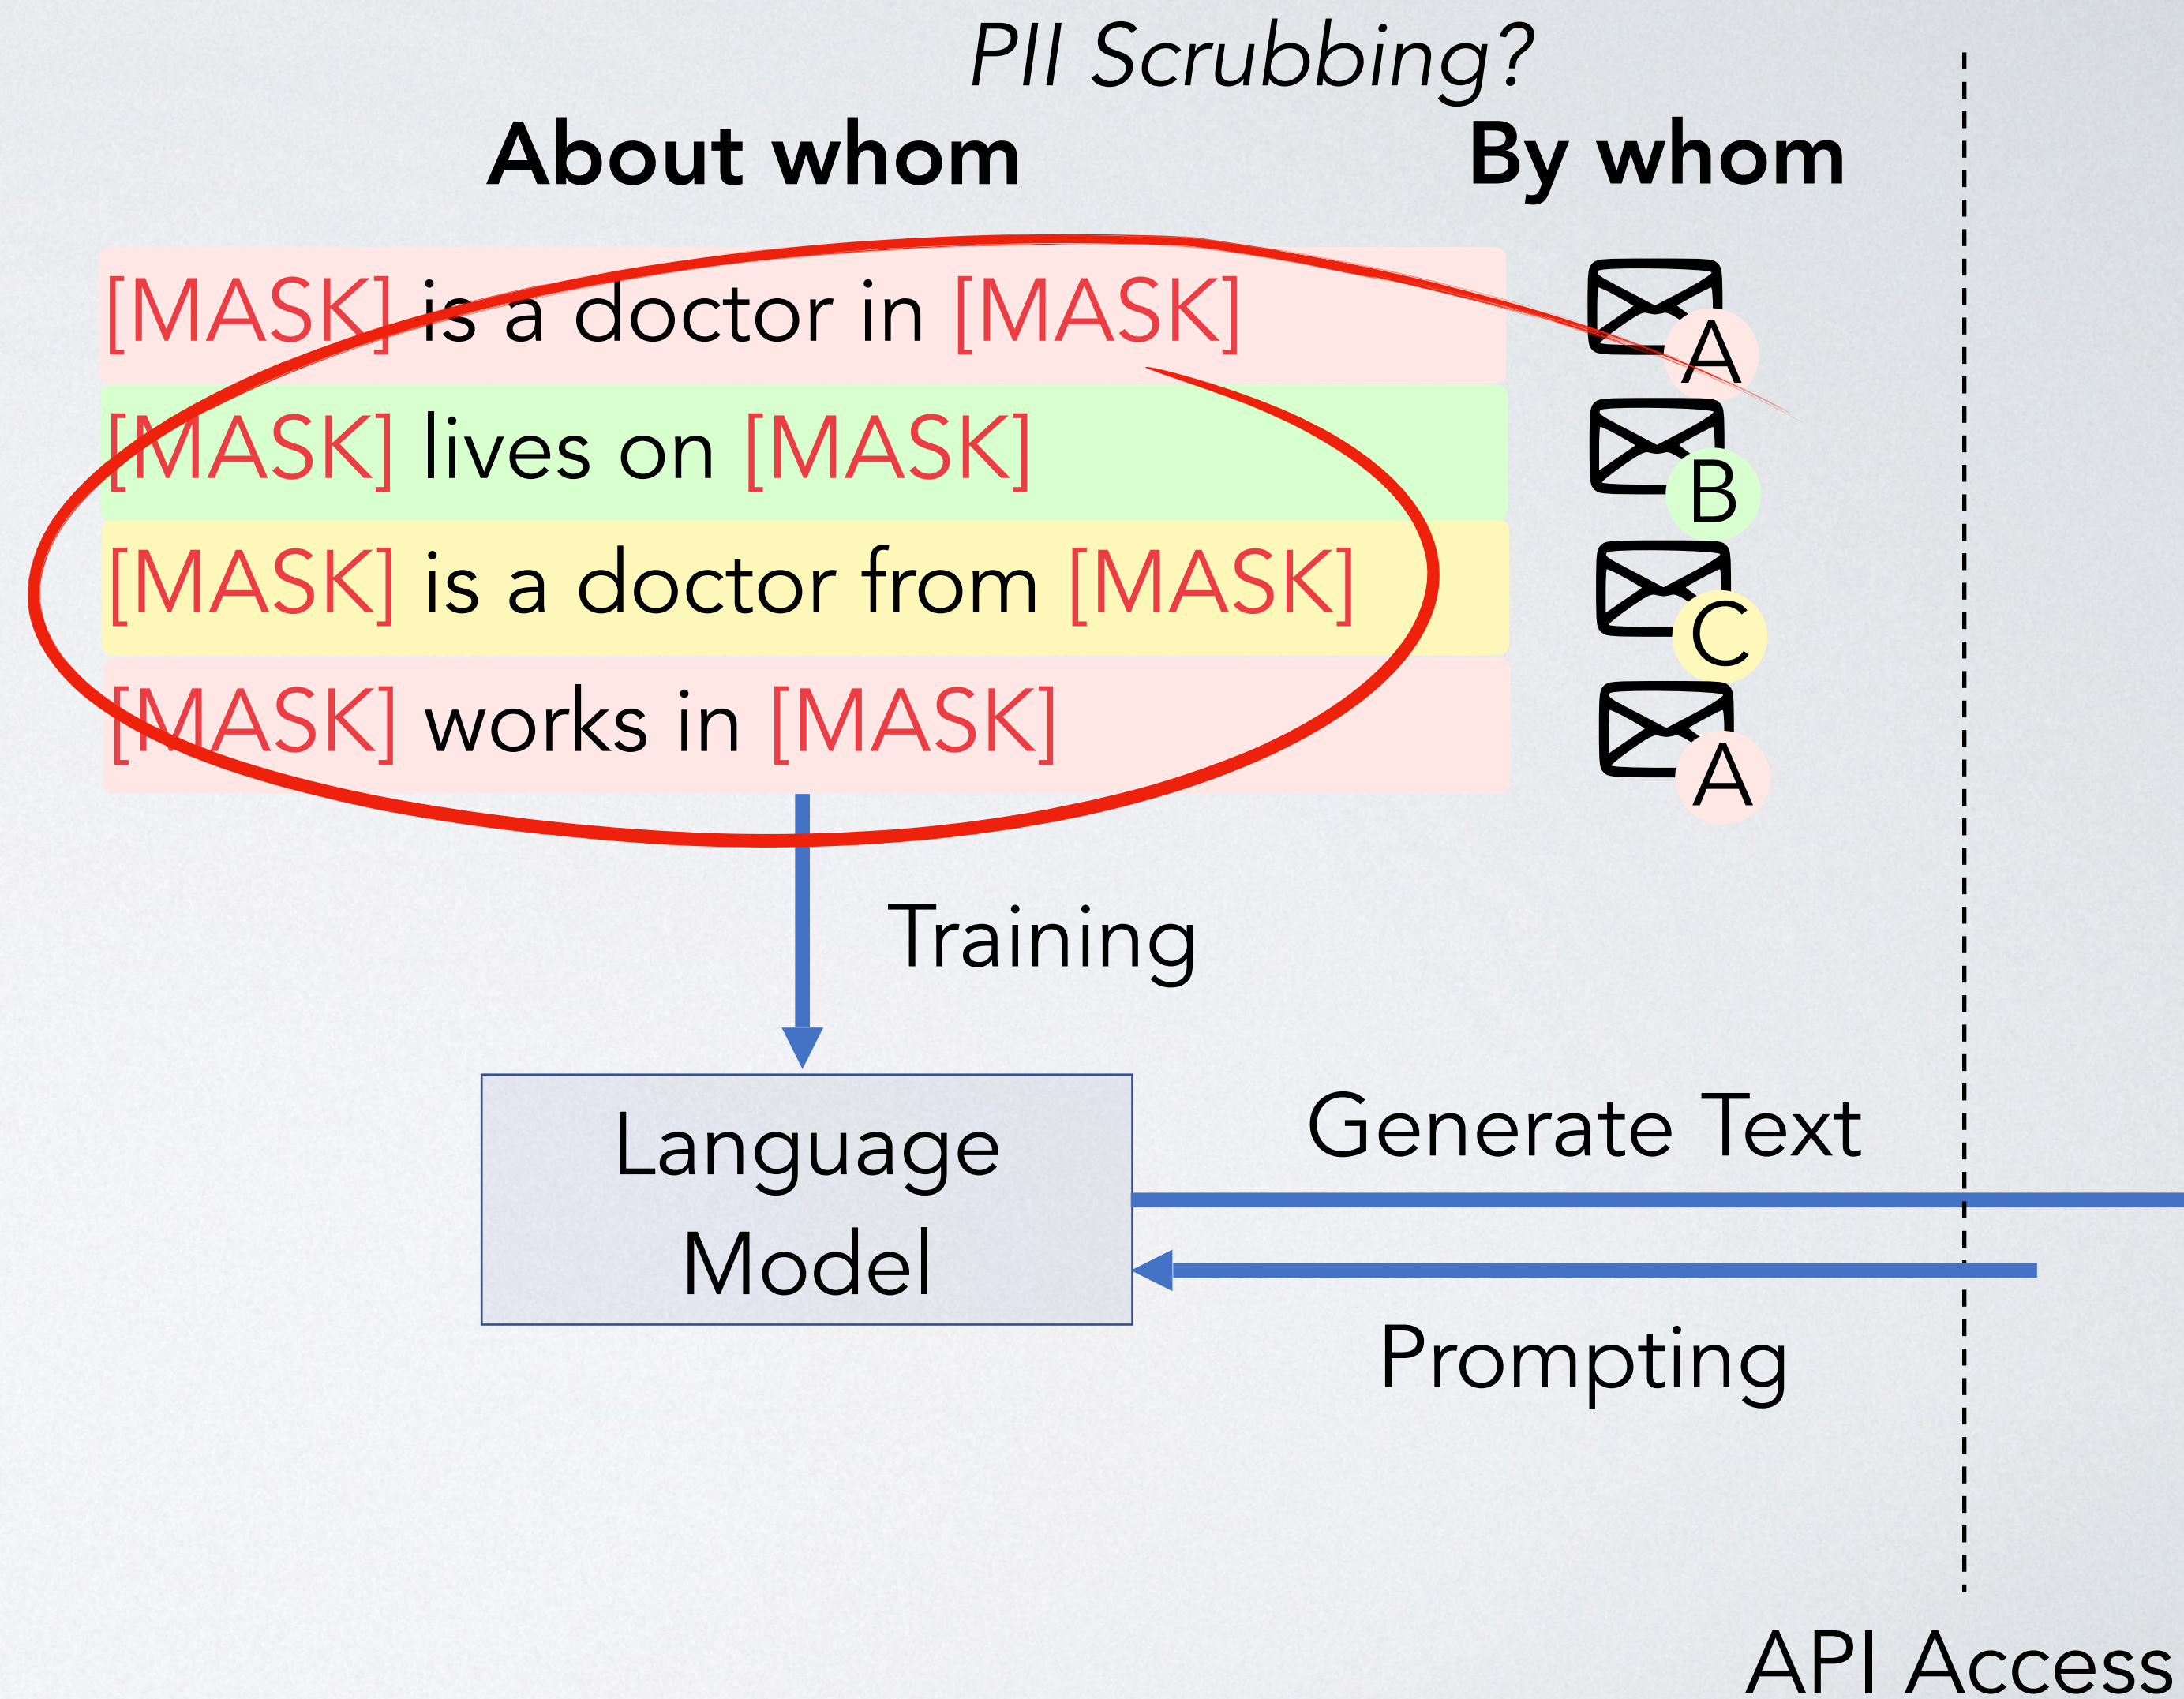 PII Scrubbing?
About whom
By whom
[MASK] is a doctor in [MASK]
A
[MASK] lives on [MASK]
B
[MASK] is a doctor from [MASK]
C
[MASK] works in [MASK]
A
Training
Language
Model
Generate Text
Prompting
API Access